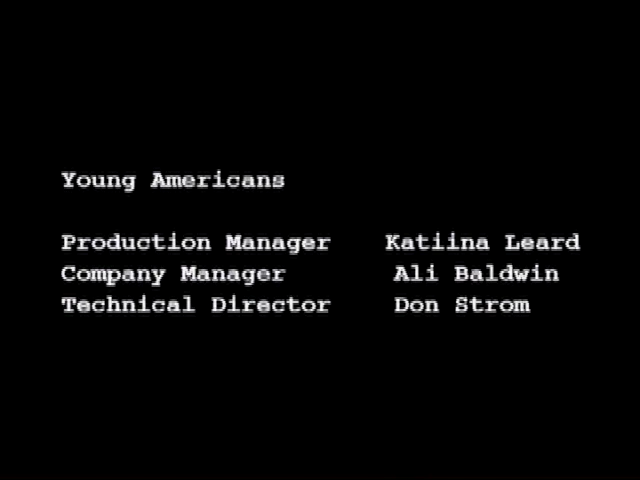 Young Americans
Production Manager Katiina Leard
Company Manager Ali Baldwin
Technical Director Don Strom